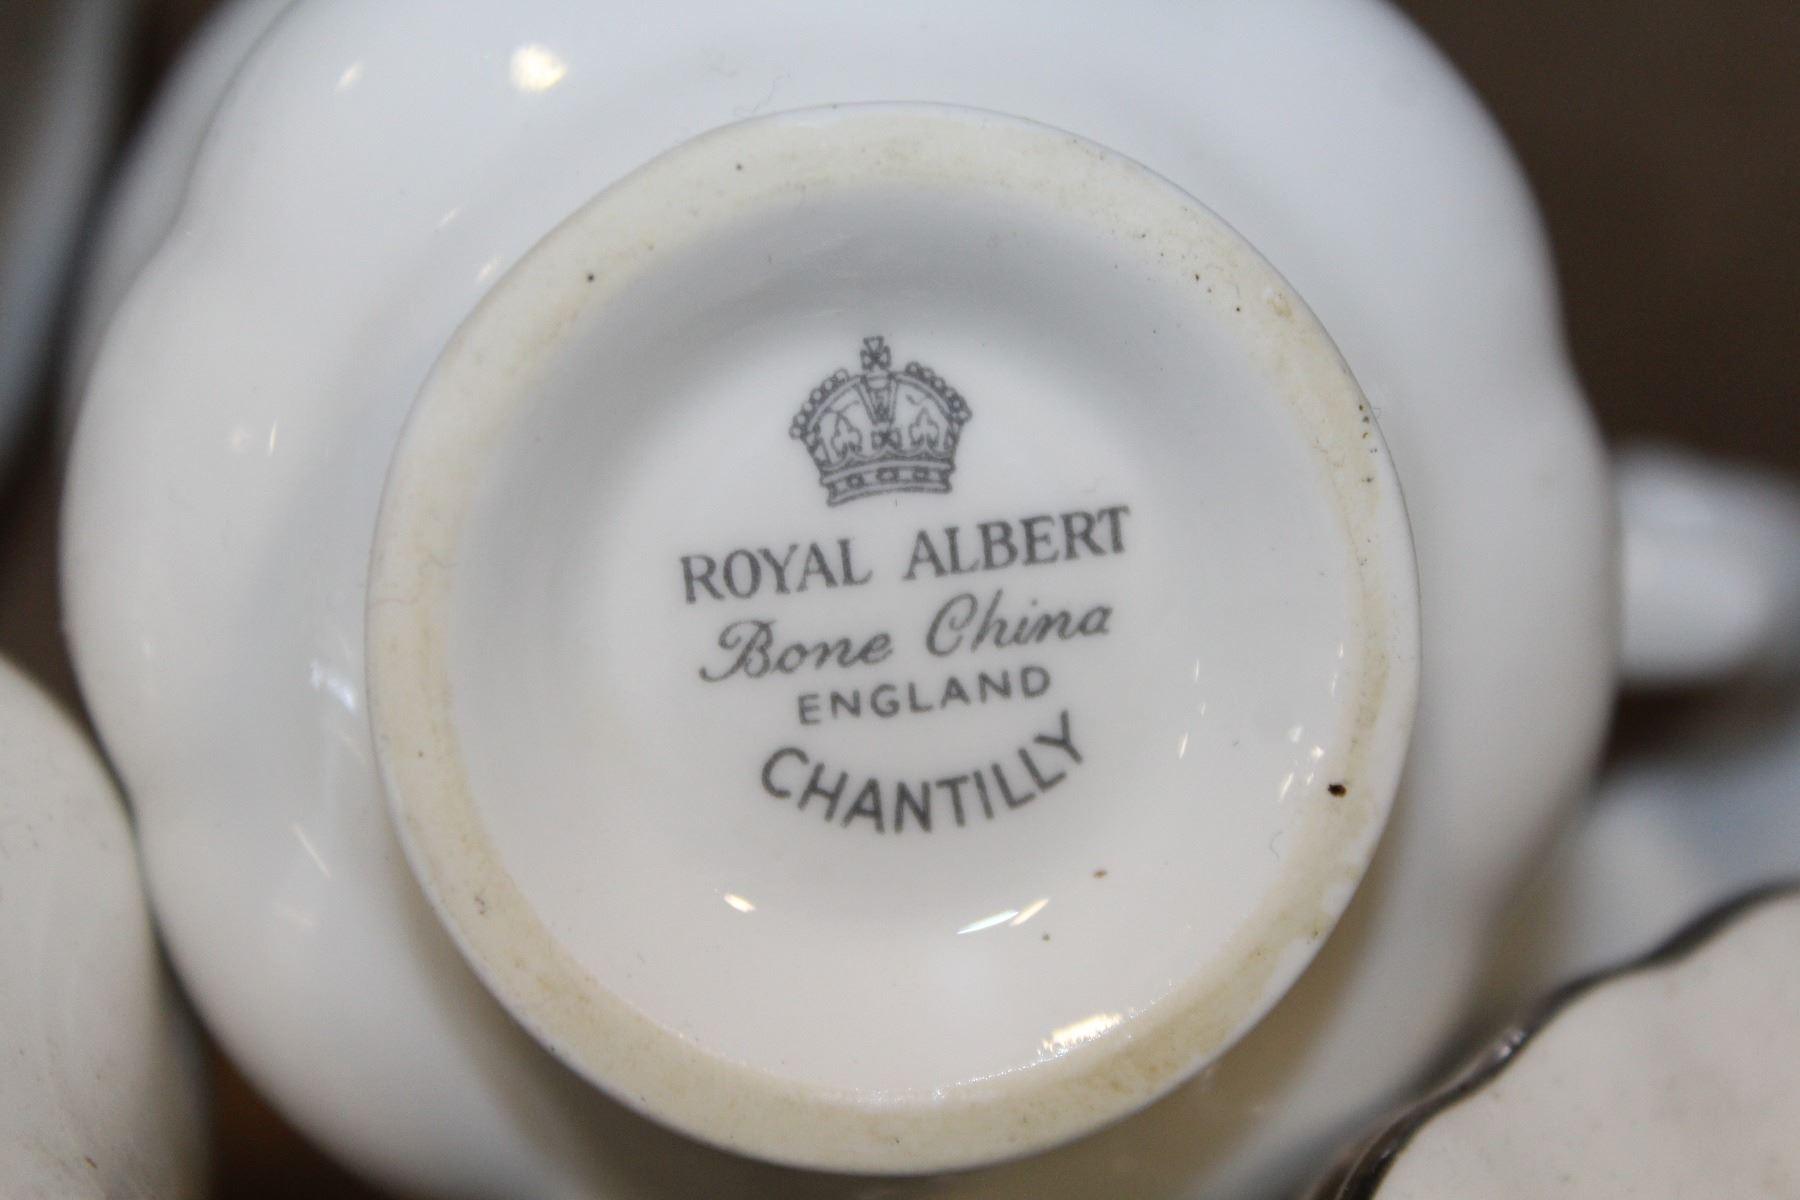 ROYAL ALBERT
Bone China
ENGLAND
CHANTILLY